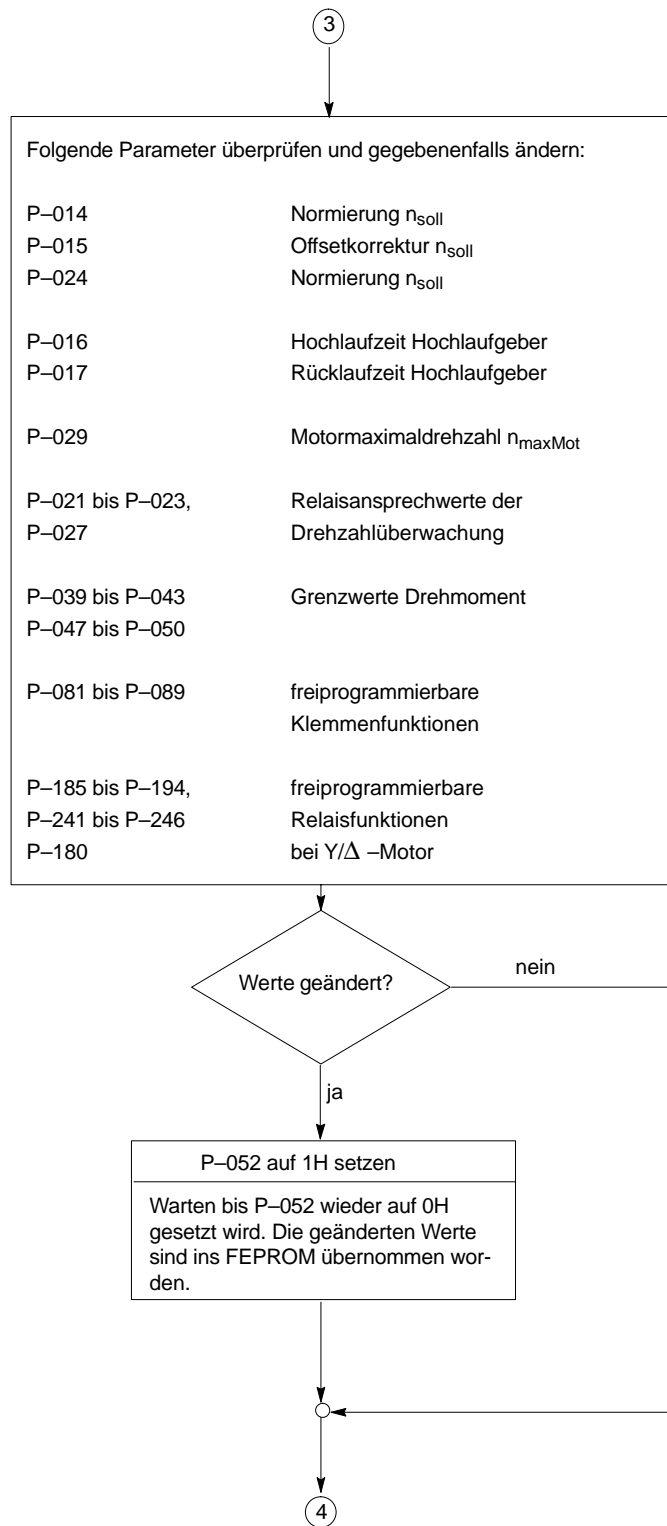 3
Folgende Parameter überprüfen und gegebenenfalls ändern:
P–014 Normierung nsoll
P–015 Offsetkorrektur nsoll
P–024 Normierung nsoll
P–016 Hochlaufzeit Hochlaufgeber
P–017 Rücklaufzeit Hochlaufgeber
P–029 Motormaximaldrehzahl nmaxMot
P–021 bis P–023, Relaisansprechwerte der
P–027 Drehzahlüberwachung
P–039 bis P–043 Grenzwerte Drehmoment
P–047 bis P–050
P–081 bis P–089 freiprogrammierbare
Klemmenfunktionen
P–185 bis P–194, freiprogrammierbare
P–241 bis P–246 Relaisfunktionen
P–180 bei Y/Δ –Motor
Werte geändert?
nein
ja
P–052 auf 1H setzen
Warten bis P–052 wieder auf 0H
gesetzt wird. Die geänderten Werte
sind ins FEPROM übernommen wor-
den.
4